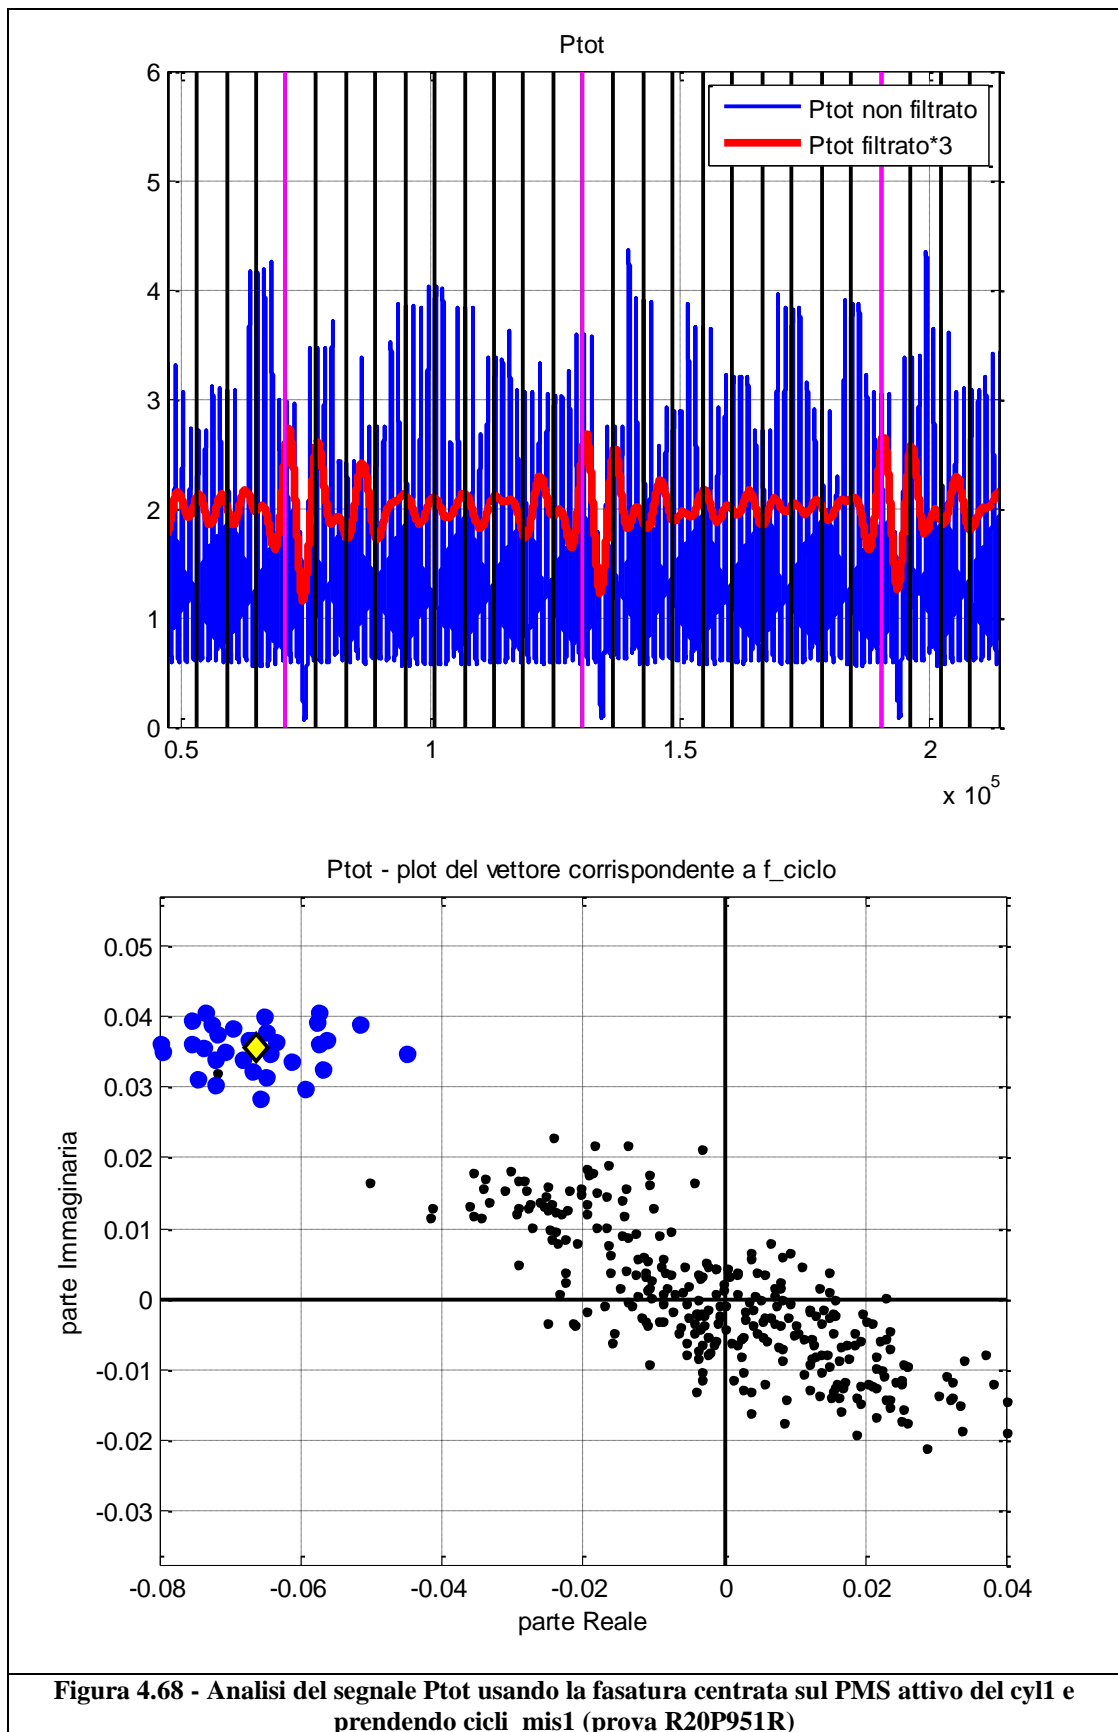 Ptot
6
5
4
3
2
1
0
Ptot non filtrato
Ptot filtrato*3
0.5 1 1.5 2
x 10^5
Ptot - plot del vettore corrispondente a f_ciclo
0.05
0.04
0.03
0.02
0.01
0
-0.01
-0.02
-0.03
parte Immaginaria
-0.08 -0.06 -0.04 -0.02 0 0.02 0.04
parte Reale
Figura 4.68 - Analisi del segnale Ptot usando la fasatura centrata sul PMS attivo del cyl1 e
prendendo cicli_mis1 (prova R20P951R)